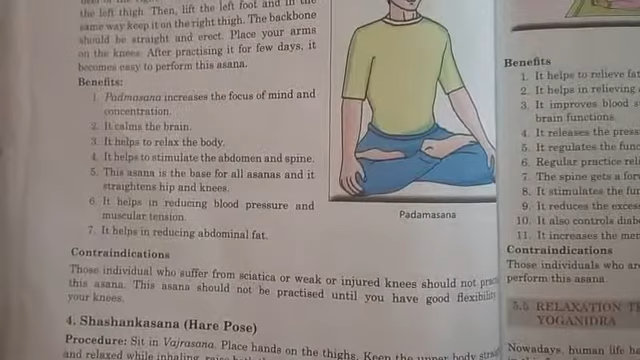 the left thigh. Then, lift the left foot and in the
same way keep it on the right thigh. The backbone
should be straight and erect. Place your arms
on the knees. After practising it for few days, it
becomes easy to perform this asana.
Benefits:
1. Padmasana increases the focus of mind and
concentration.
2. It calms the brain.
3. It helps to relax the body.
4. It helps to stimulate the abdomen and spine.
5. This asana is the base for all asanas and it
straightens hip and knees.
6. It helps in reducing blood pressure and
muscular tension.
7. It helps in reducing abdominal fat.
Padamasana
Contraindications
Those individual who suffer from sciatica or weak or injured knees should not
this asana. This asana should not be practised until you have good flexibility
your knees.
4. Shashankasana (Hare Pose)
Procedure: Sit in Vajrasana. Place hands on the thighs. Keep the upper body
and relaxed while inhaling,
Benefits
1. It helps to relieve
2. It helps in relieving
3. It improves blood
brain functions.
4. It releases the
5. It regulates the
6. Regular practice
7. The spine gets a
8. It stimulates the
9. It reduces the
10. It also controls
11. It increases the
Contraindications
Those individuals who
perform this asana.
5.5 RELAXATION
YOGANIDRA
Nowadays, human life